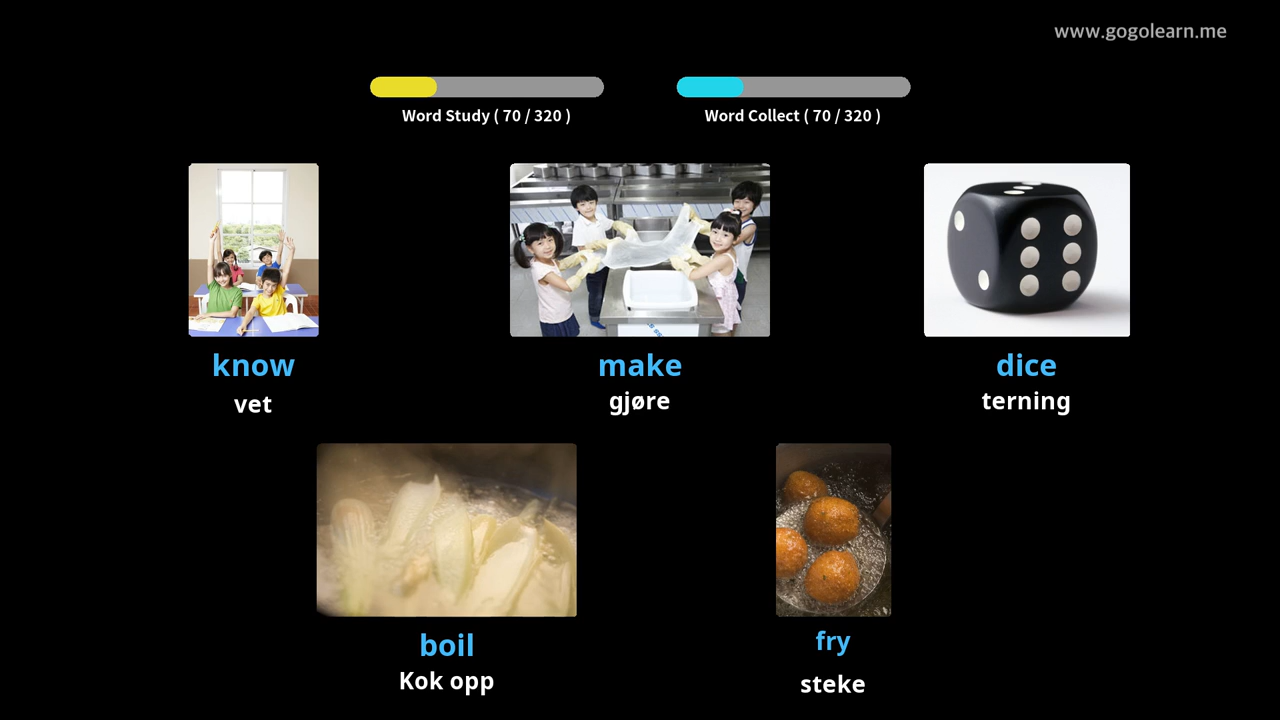 www.gogolearn.me
Word Study ( 70 / 320 )
Word Collect ( 70 / 320 )
know
vet
make
gjøre
dice
terning
boil
Kok opp
fry
steke